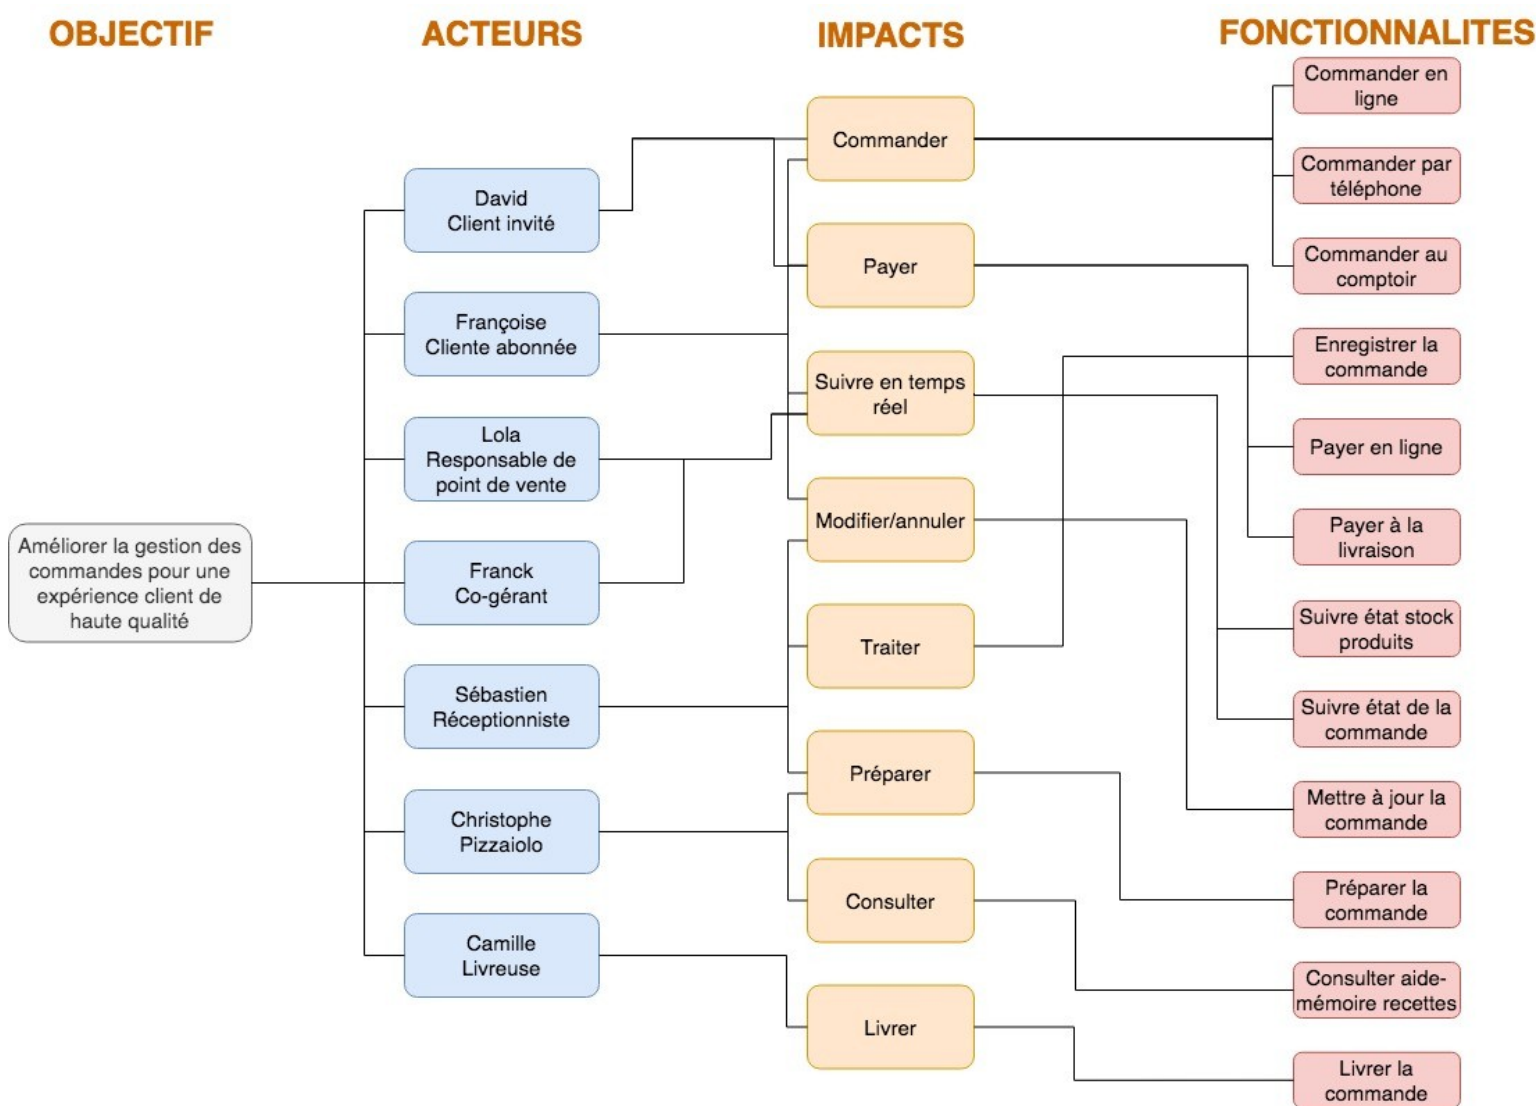 OBJECTIF
ACTEURS
IMPACTS
FONCTIONNALITES
Améliorer la gestion des
commandes pour une
expérience client de
haute qualité
David
Client invité
Françoise
Cliente abonnée
Lola
Responsable de
point de vente
Franck
Co-gérant
Sébastien
Réceptionniste
Christophe
Pizzaiolo
Camille
Livreuse
Commander
Payer
Suivre en temps
réel
Modifier/annuler
Traiter
Préparer
Consulter
Livrer
Commander en
ligne
Commander par
téléphone
Commander au
comptoir
Enregistrer la
commande
Payer en ligne
Payer à la
livraison
Suivre état stock
produits
Suivre état de la
commande
Mettre à jour la
commande
Préparer la
commande
Consulter aide-
mémoire recettes
Livrer la
commande